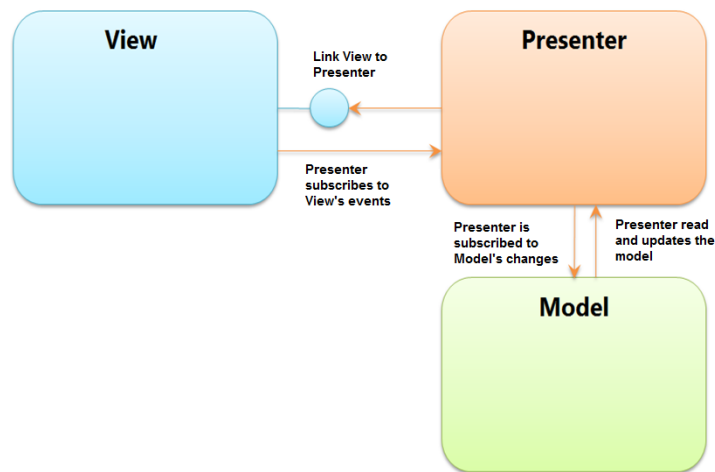 View
Presenter
Link View to
Presenter
Presenter
subscribes to
View's events
Presenter is
subscribed to
Model's changes
Presenter read
and updates the
model
Model